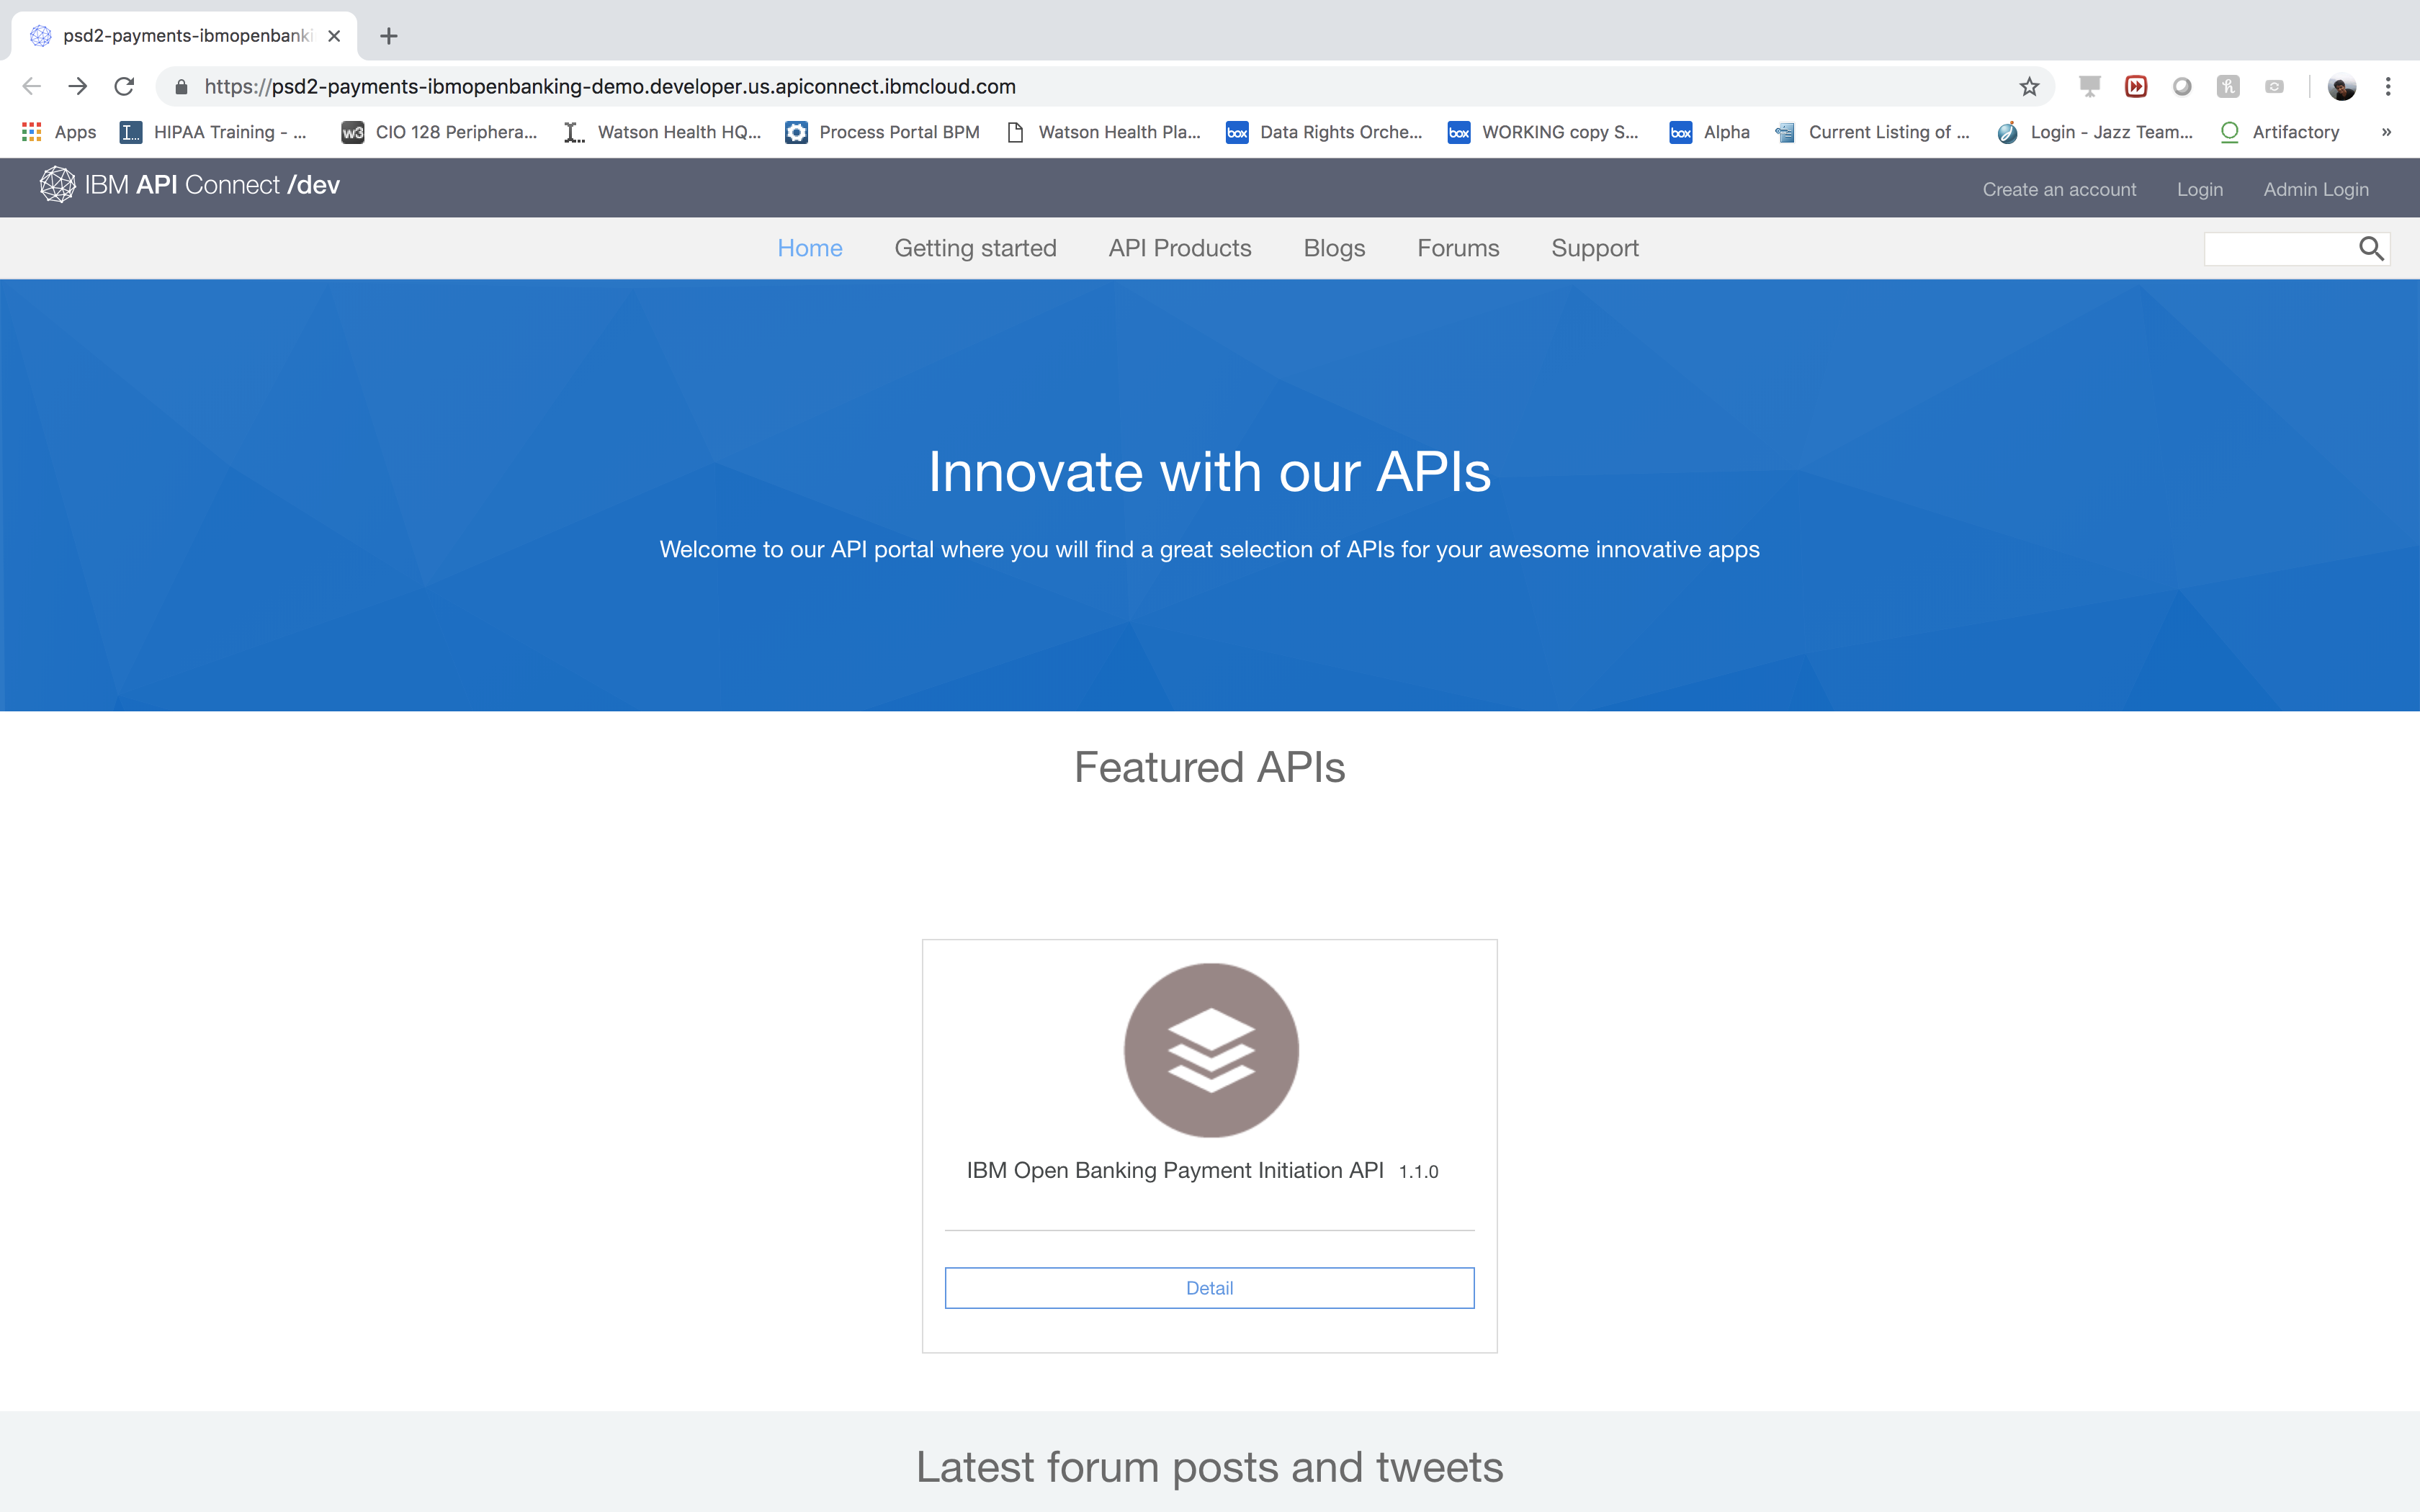 psd2-payments-ibmopenbanki
https://psd2-payments-ibmopenbanking-demo.developer.us.apiconnect.ibmcloud.com
Apps HIPAA Training - ... w3 CIO 128 Periphera... Watson Health HQ... Process Portal BPM Watson Health Pla... box Data Rights Orche... box WORKING copy S... box Alpha Current Listing of ... Login - Jazz Team... Artifactory »
IBM API Connect /dev Create an account Login Admin Login
Home Getting started API Products Blogs Forums Support
Innovate with our APIs
Welcome to our API portal where you will find a great selection of APIs for your awesome innovative apps
Featured APIs
IBM Open Banking Payment Initiation API 1.1.0
Detail
Latest forum posts and tweets